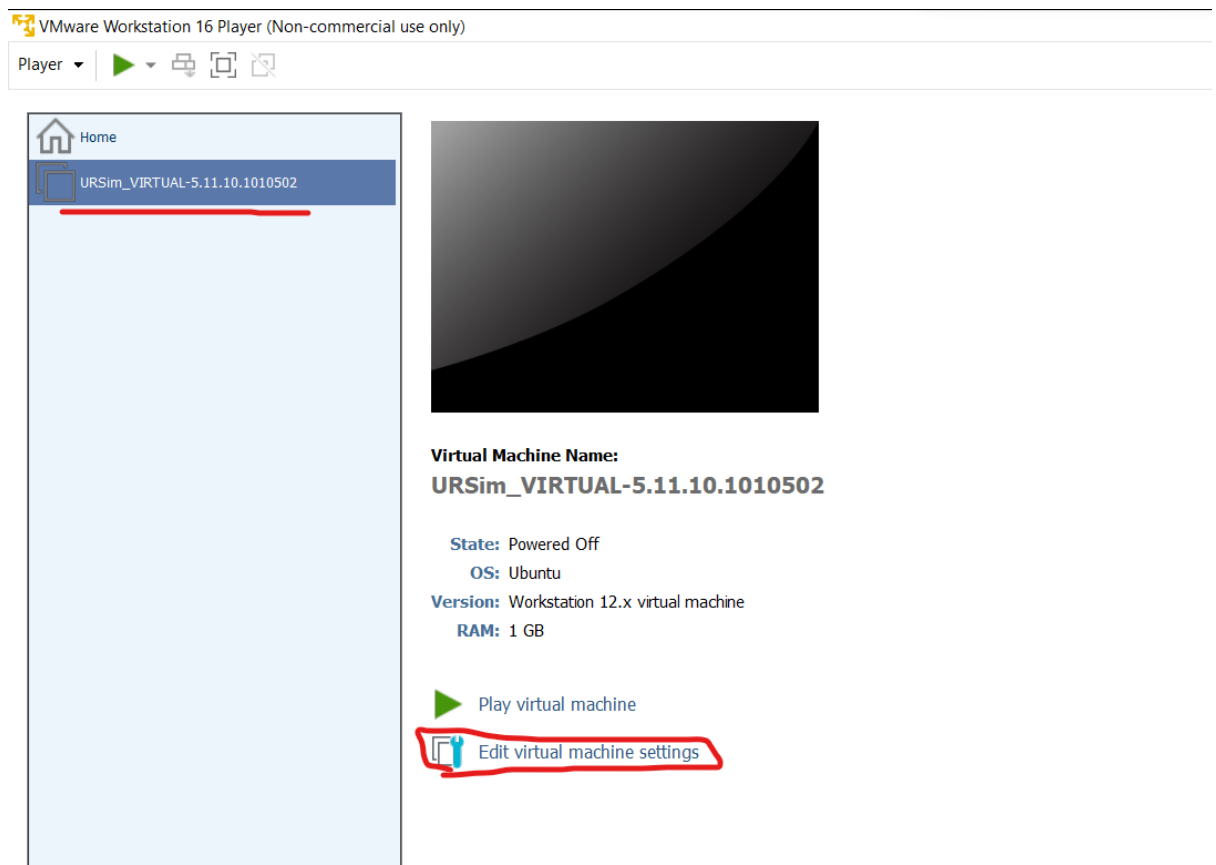 VMware Workstation 16 Player (Non-commercial use only)
Player
Home
URSim_VIRTUAL-5.11.10.1010502
Virtual Machine Name:
URSim_VIRTUAL-5.11.10.1010502
State: Powered Off
OS: Ubuntu
Version: Workstation 12.x virtual machine
RAM: 1 GB
Play virtual machine
Edit virtual machine settings